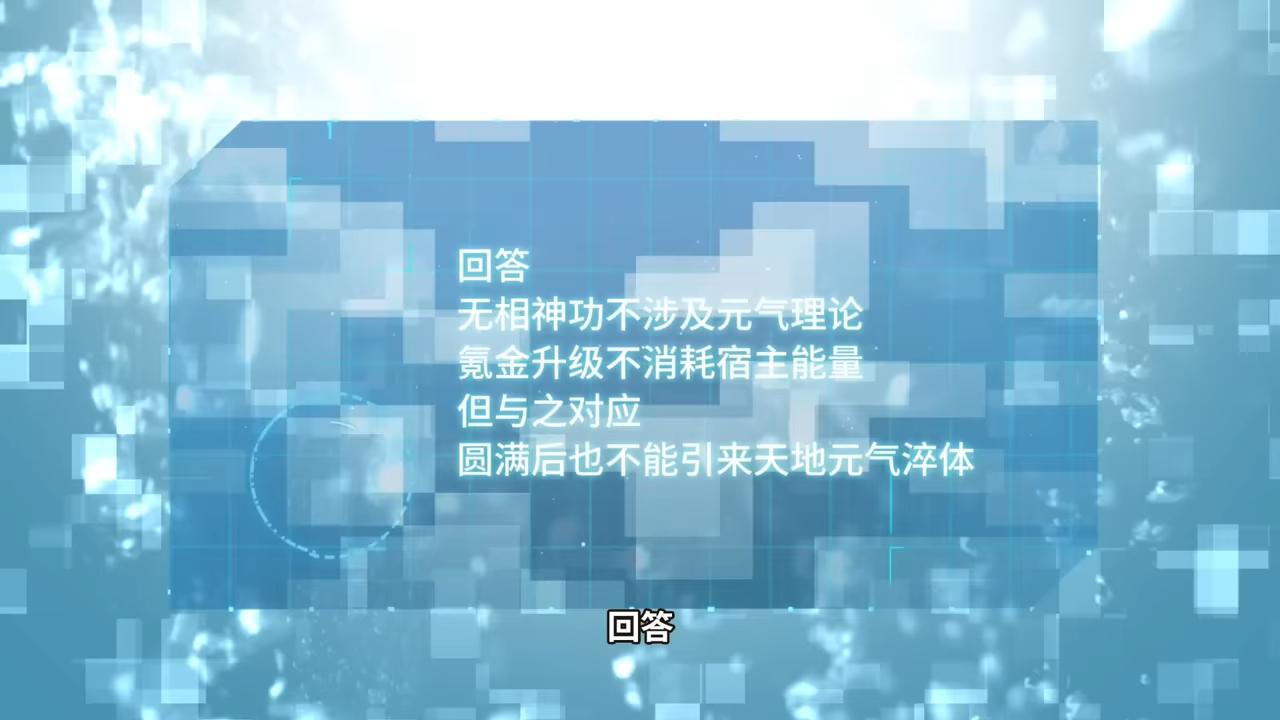 回答
无相神功不涉及元气理论
氪金升级不消耗宿主能量
但与之对应
圆满后也不能引来天地元气淬体
回答